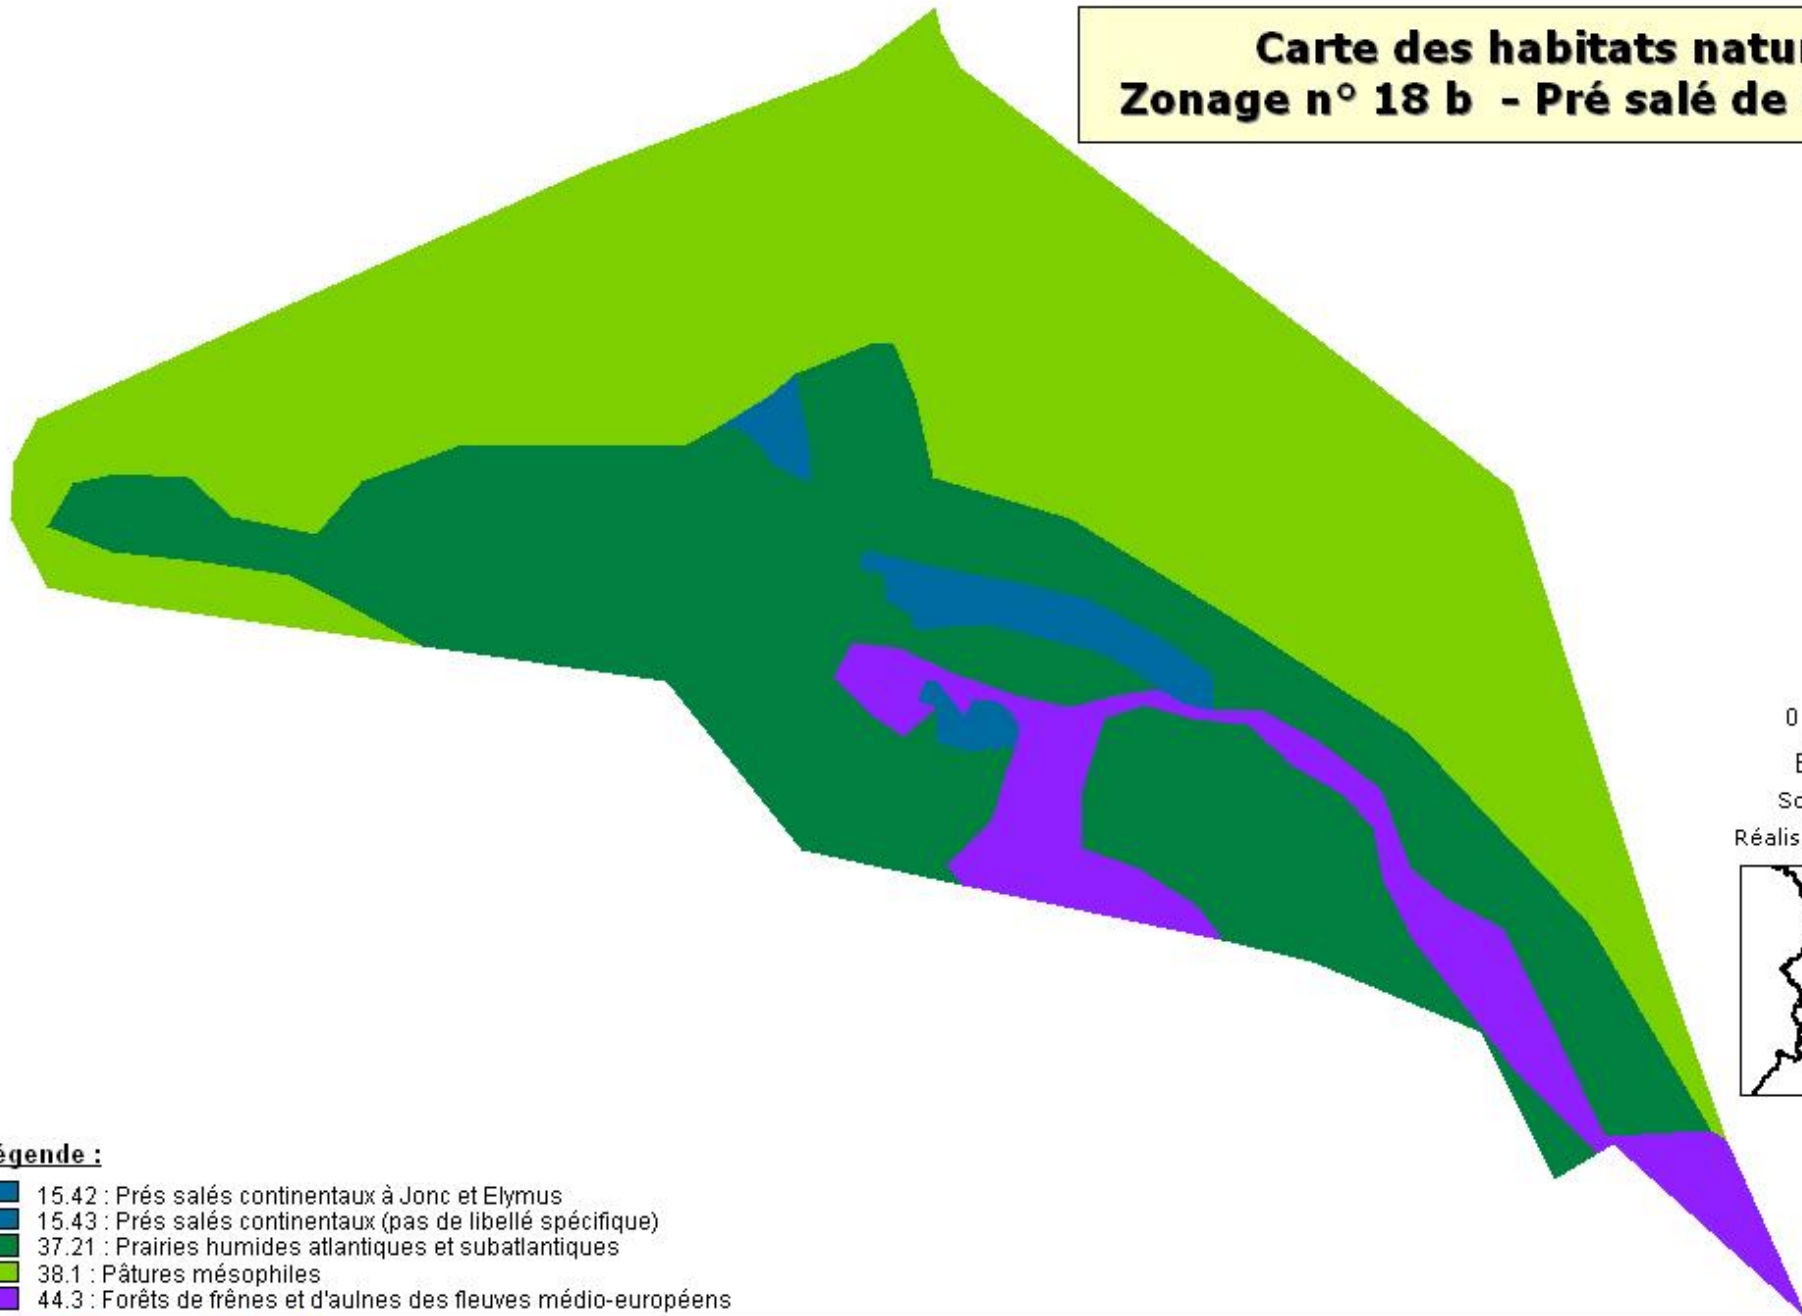 Carte des habitats natu
Zonage n° 18 b - Pré salé de
0
Réalis
égende :
15.42 : Prés salés continentaux à Jonc et Elymus
15.43 : Prés salés continentaux (pas de libellé spécifique)
37.21 : Prairies humides atlantiques et subatlantiques
38.1 : Pâtures mésophiles
44.3 : Forêts de frênes et d'aulnes des fleuves médio-européens